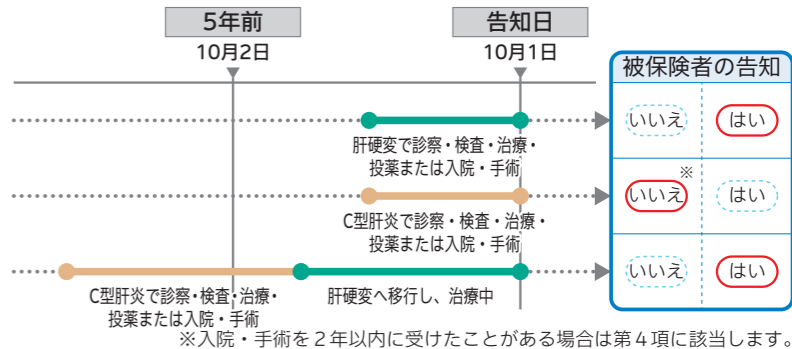 5年前
告知日
10月2日
10月1日
被保険者の告知
肝硬変で診察・検査・治療・
投薬または入院・手術
いいえ
はい
C型肝炎で診察・検査・治療・
投薬または入院・手術
いいえ
※
はい
C型肝炎で診察・検査・治療・
投薬または入院・手術
肝硬変へ移行し、治療中
いいえ
はい
※入院・手術を2年以内に受けたことがある場合は第4項に該当します。